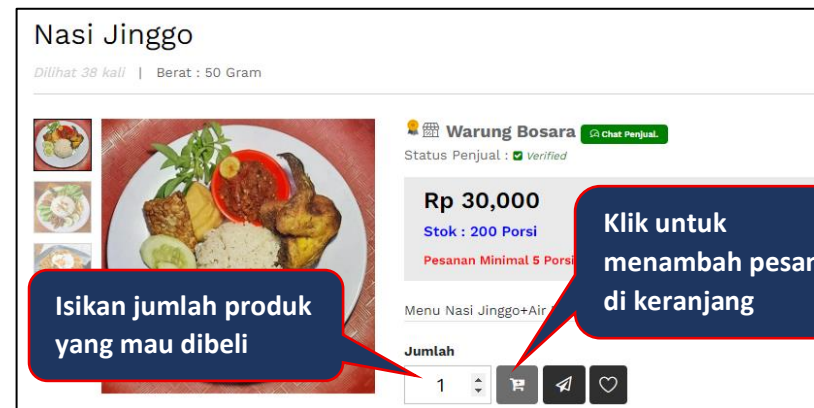 Nasi Jinggo
Dilihat 38 kali | Berat : 50 Gram
Warung Bosara Chat Penjual.
Status Penjual : Verified
Rp 30,000
Stok : 200 Porsi
Pesanan Minimal 5 Porsi
Klik untuk
menambah pesan
di keranjang
Isikan jumlah produk
yang mau dibeli
Menu Nasi Jinggo+Air
Jumlah
1